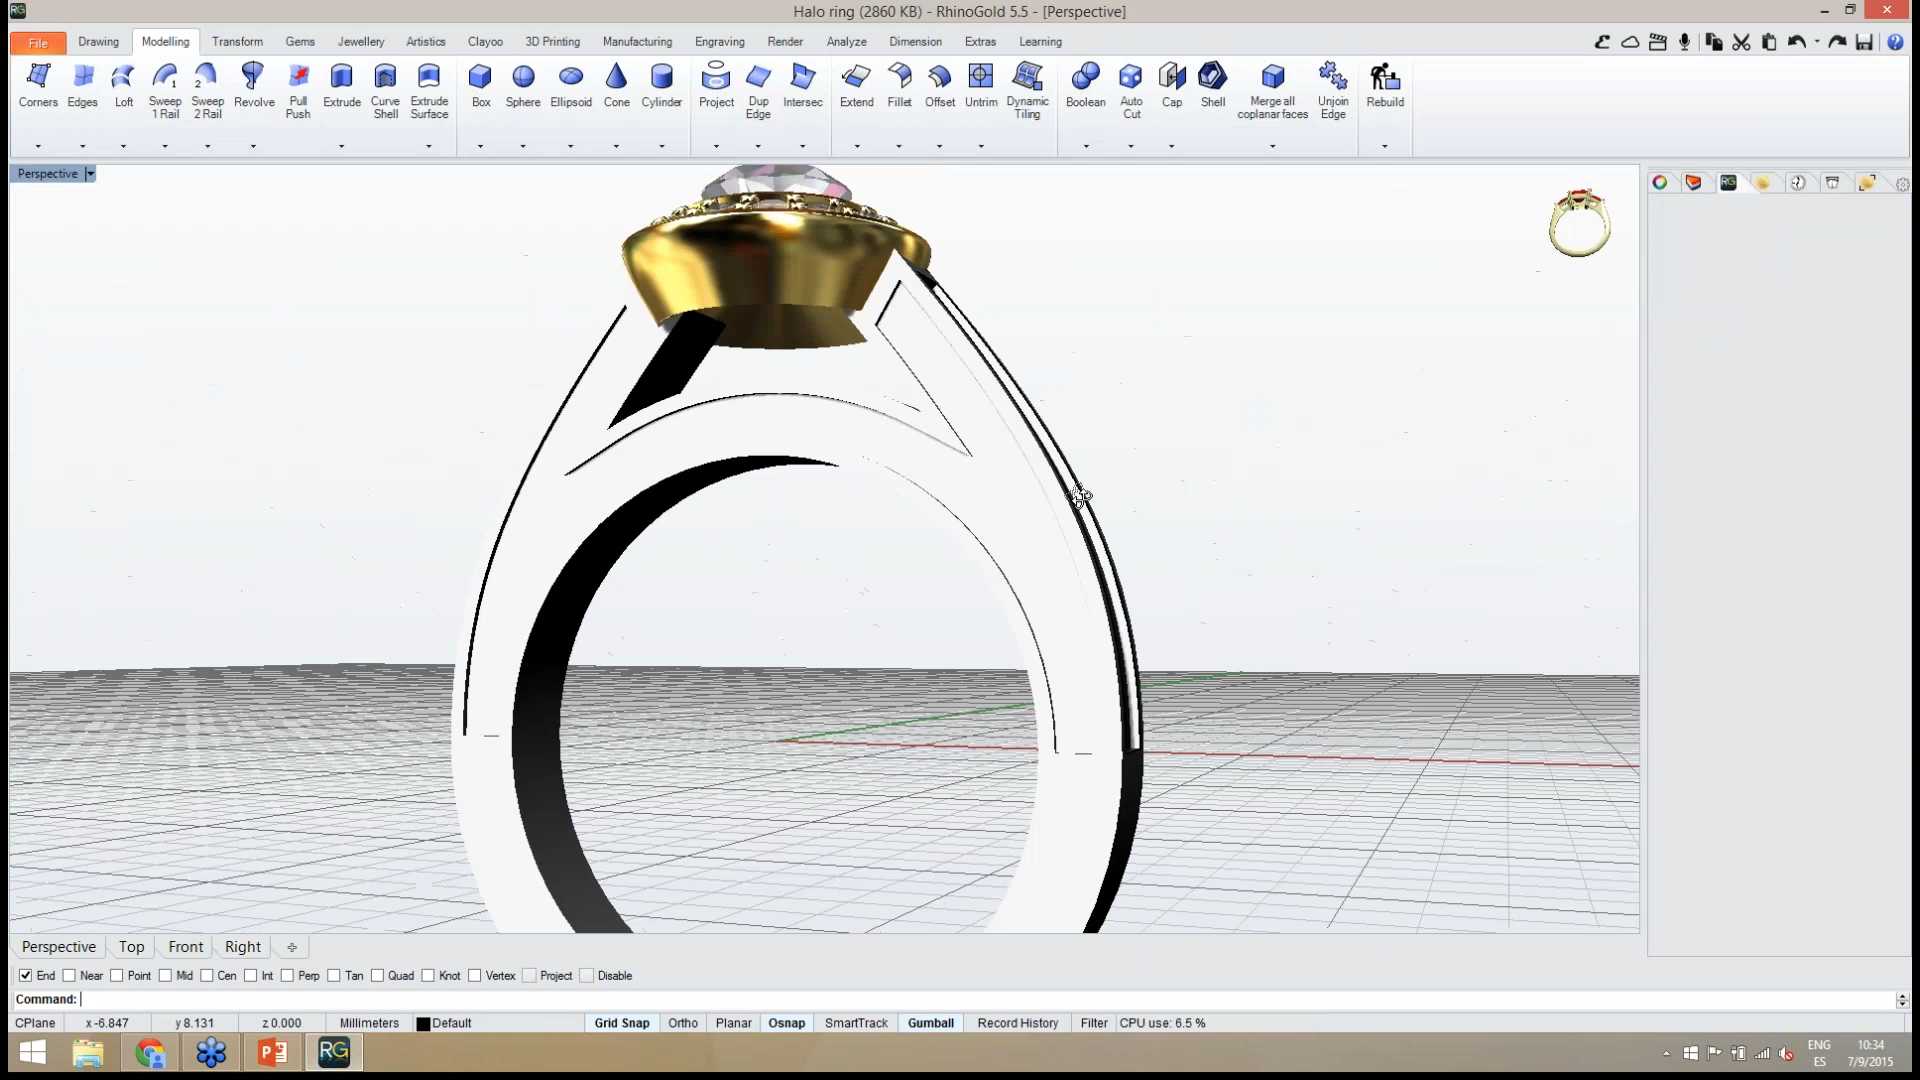 RG
Halo ring (2860 KB) - RhinoGold 5.5 - [Perspective]
File Drawing Modelling Transform Gems Jewellery Artistics Clayoo 3D Printing Manufacturing Engraving Render Analyze Dimension Extras Learning
Corners Edges Loft Sweep 1 Rail Sweep 2 Rail Revolve Pull Push Extrude Curve Shell Extrude Surface Box Sphere Ellipsoid Cone Cylinder Project Dup Edge Intersec Extend Fillet Offset Untrim Dynamic Tiling Boolean Auto Cut Cap Shell Merge all coplanar faces Unjoin Edge Rebuild
Perspective
RG
Perspective Top Front Right
End Near Point Mid Cen Int Perp Tan Quad Knot Vertex Project Disable
Command:
CPlane x -6.847 y 8.131 z 0.000 Millimeters Default Grid Snap Ortho Planar Osnap SmartTrack Gumball Record History Filter CPU use: 6.5 %
RG
ENG 10:34
ES 7/9/2015